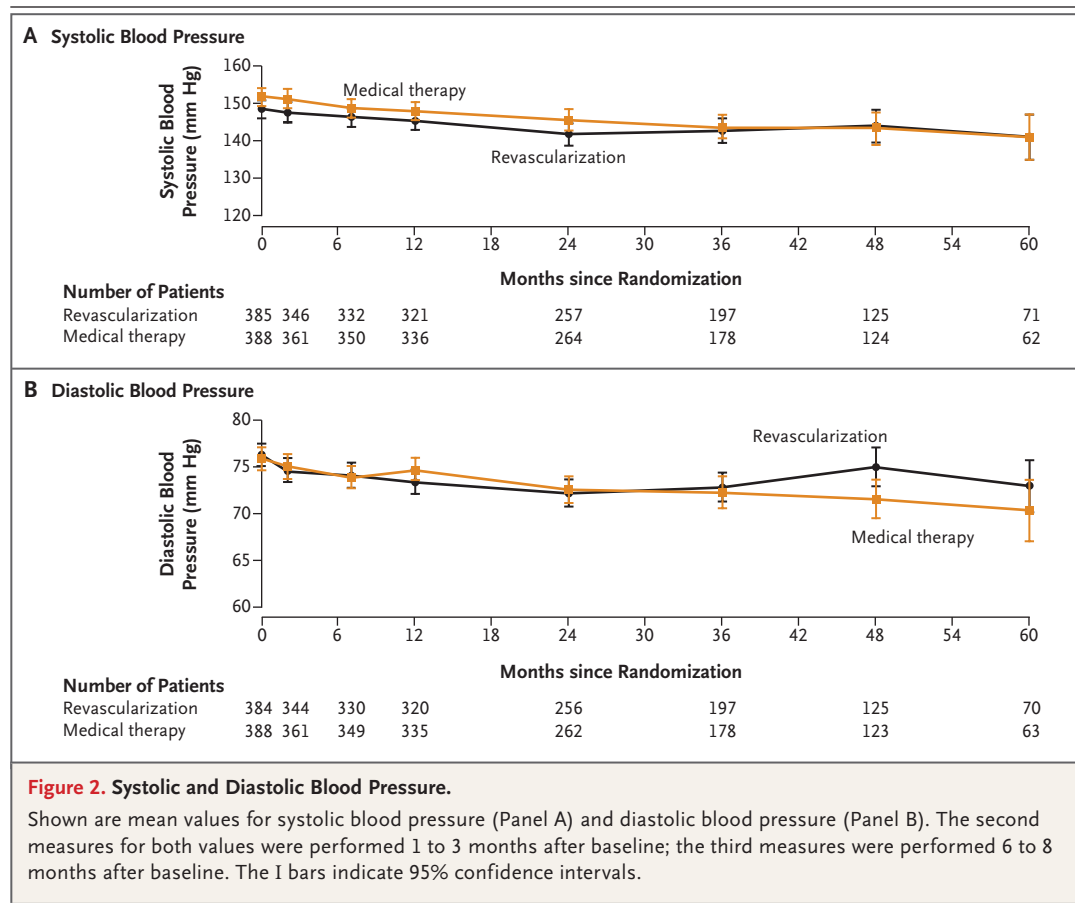 A Systolic Blood Pressure
Systolic Blood
Pressure (mm Hg)
160
150
140
130
120
Medical therapy
Revascularization
0 6 12 18 24 30 36 42 48 54 60
Months since Randomization
Number of Patients
Revascularization 385 346 332 321 257 197 125 71
Medical therapy 388 361 350 336 264 178 124 62
B Diastolic Blood Pressure
Diastolic Blood
Pressure (mm Hg)
80
75
70
65
60
Revascularization
Medical therapy
0 6 12 18 24 30 36 42 48 54 60
Months since Randomization
Number of Patients
Revascularization 384 344 330 320 256 197 125 70
Medical therapy 388 361 349 335 262 178 123 63
Figure 2. Systolic and Diastolic Blood Pressure.
Shown are mean values for systolic blood pressure (Panel A) and diastolic blood pressure (Panel B). The second
measures for both values were performed 1 to 3 months after baseline; the third measures were performed 6 to 8
months after baseline. The I bars indicate 95% confidence intervals.